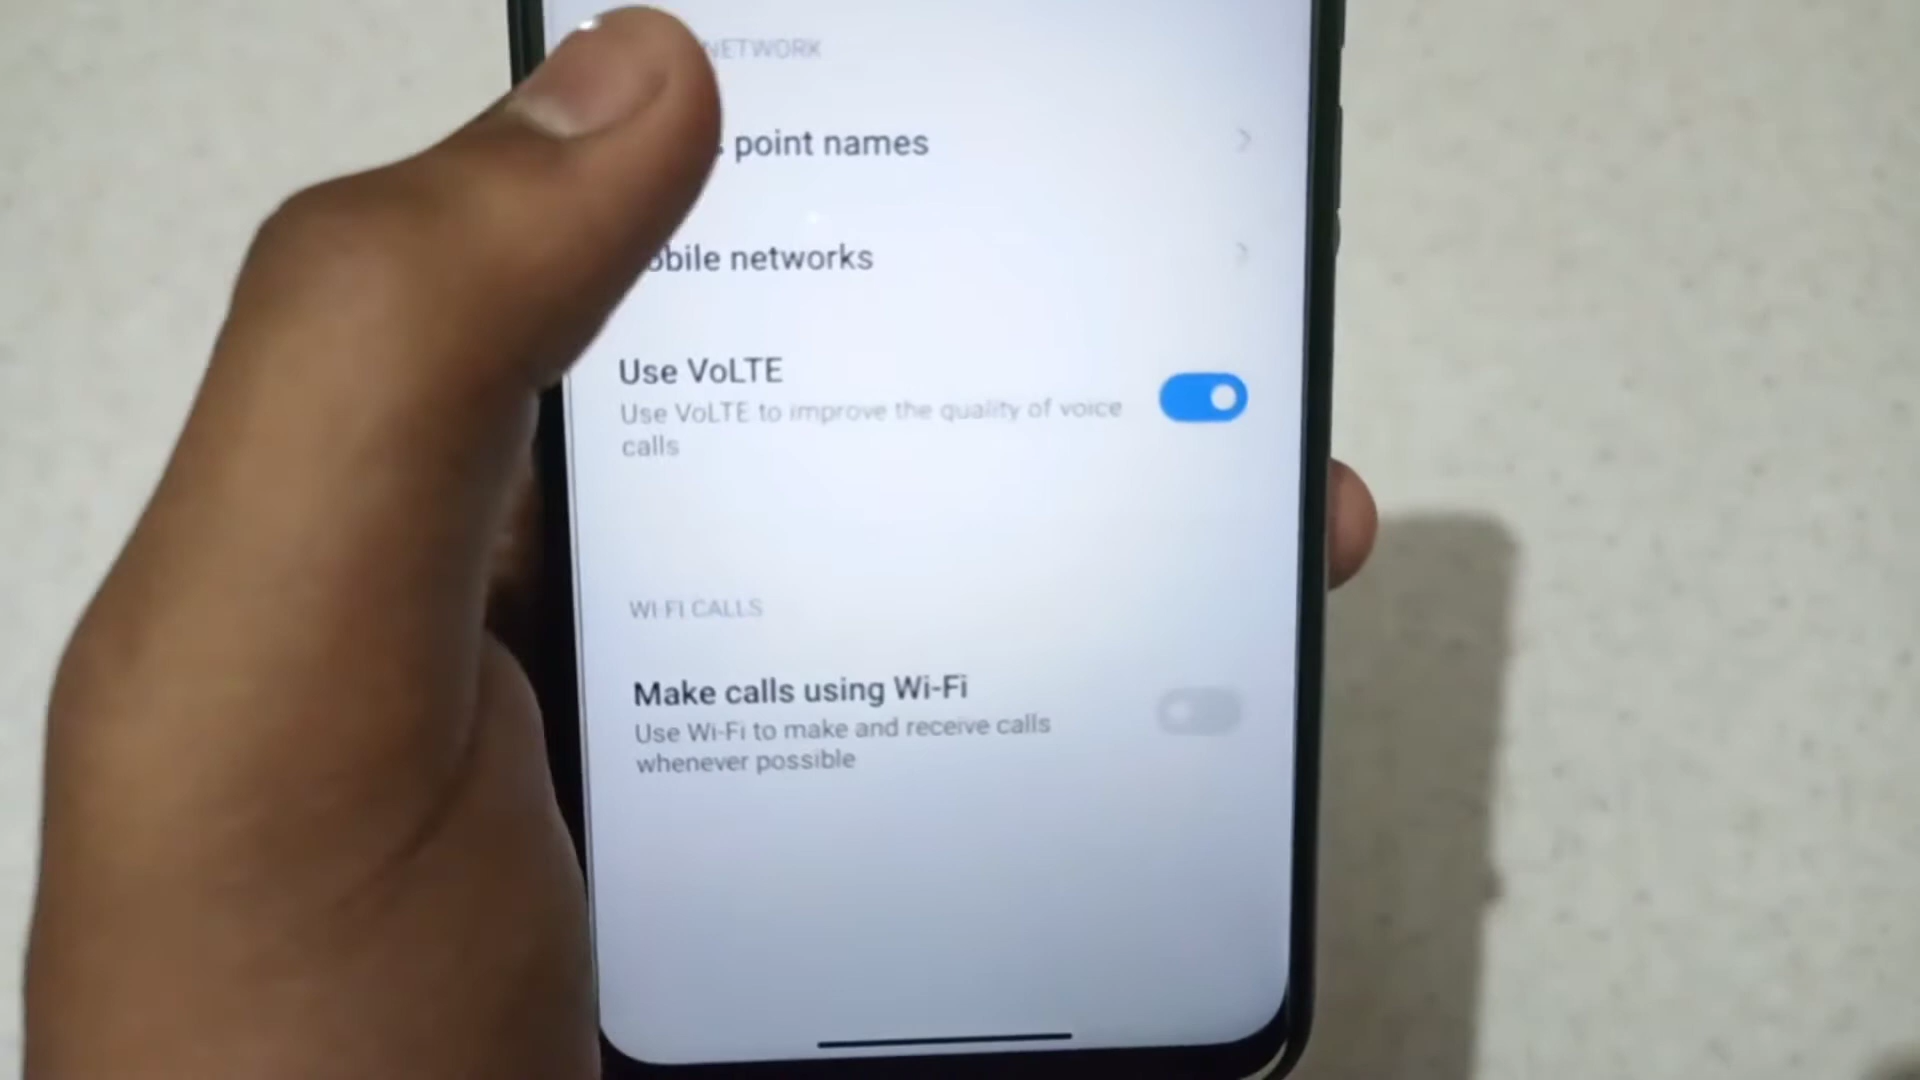 NETWORK
point names
obile networks
Use VoLTE
Use VoLTE to improve the quality of voice
calls
WI-FI CALLS
Make calls using Wi-Fi
Use Wi-Fi to make and receive calls
whenever possible